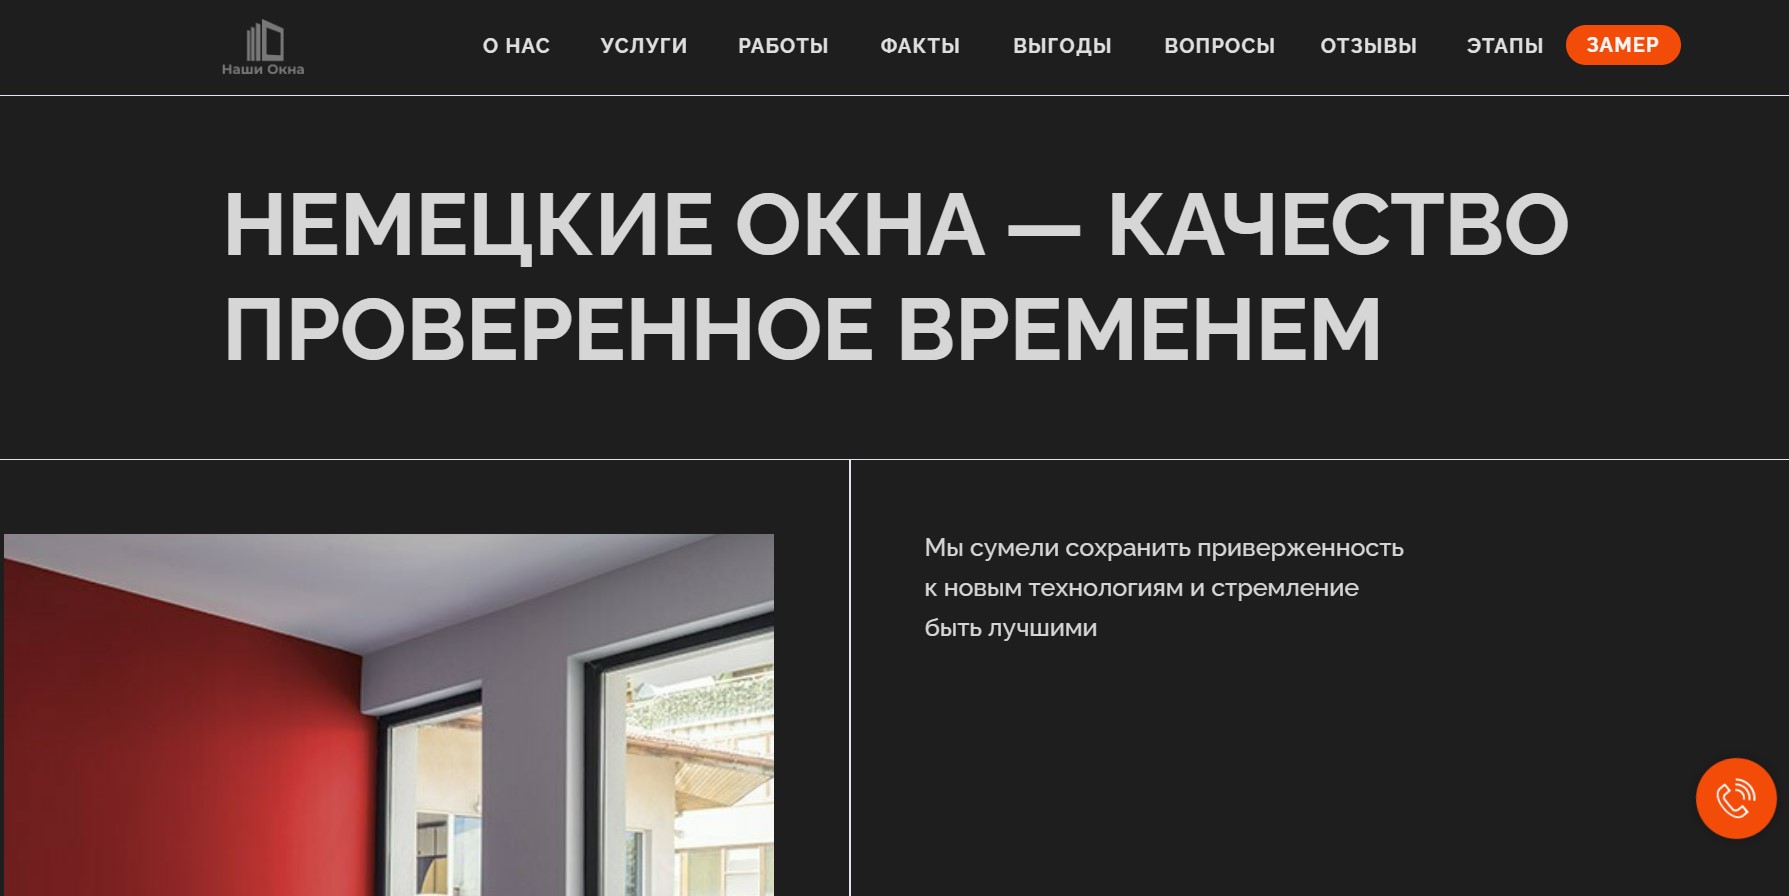 Наши Окна
О НАС УСЛУГИ РАБОТЫ ФАКТЫ ВЫГОДЫ ВОПРОСЫ ОТЗЫВЫ ЭТАПЫ ЗАМЕР
НЕМЕЦКИЕ ОКНА — КАЧЕСТВО
ПРОВЕРЕННОЕ ВРЕМЕНЕМ
Мы сумели сохранить приверженность
к новым технологиям и стремление
быть лучшими